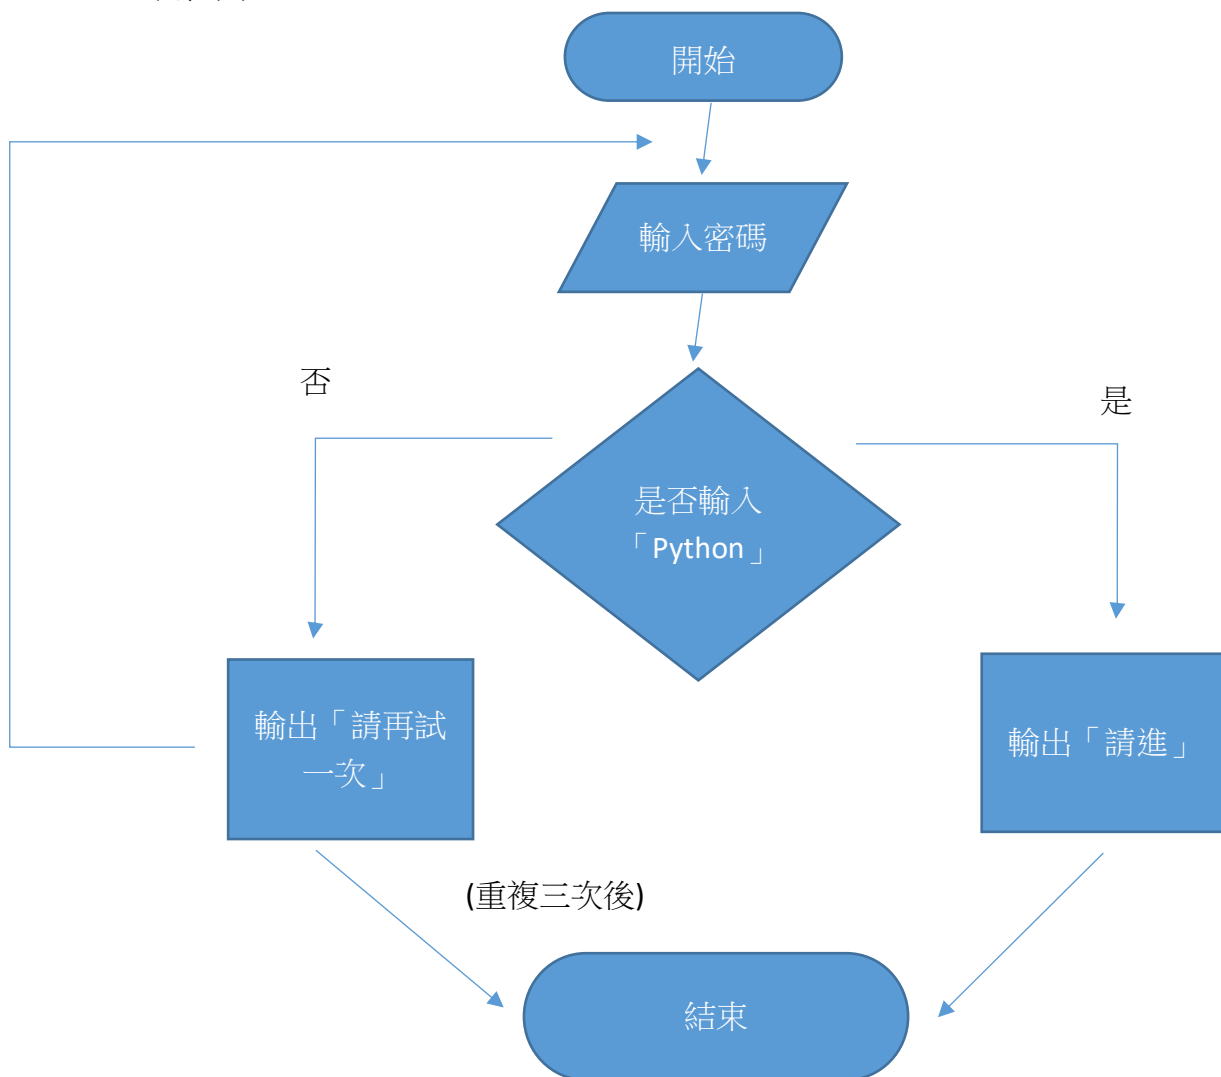 開始
輸入密碼
否
是
是否輸入
「Python」
輸出「請再試
一次」
輸出「請進」
(重複三次後)
結束